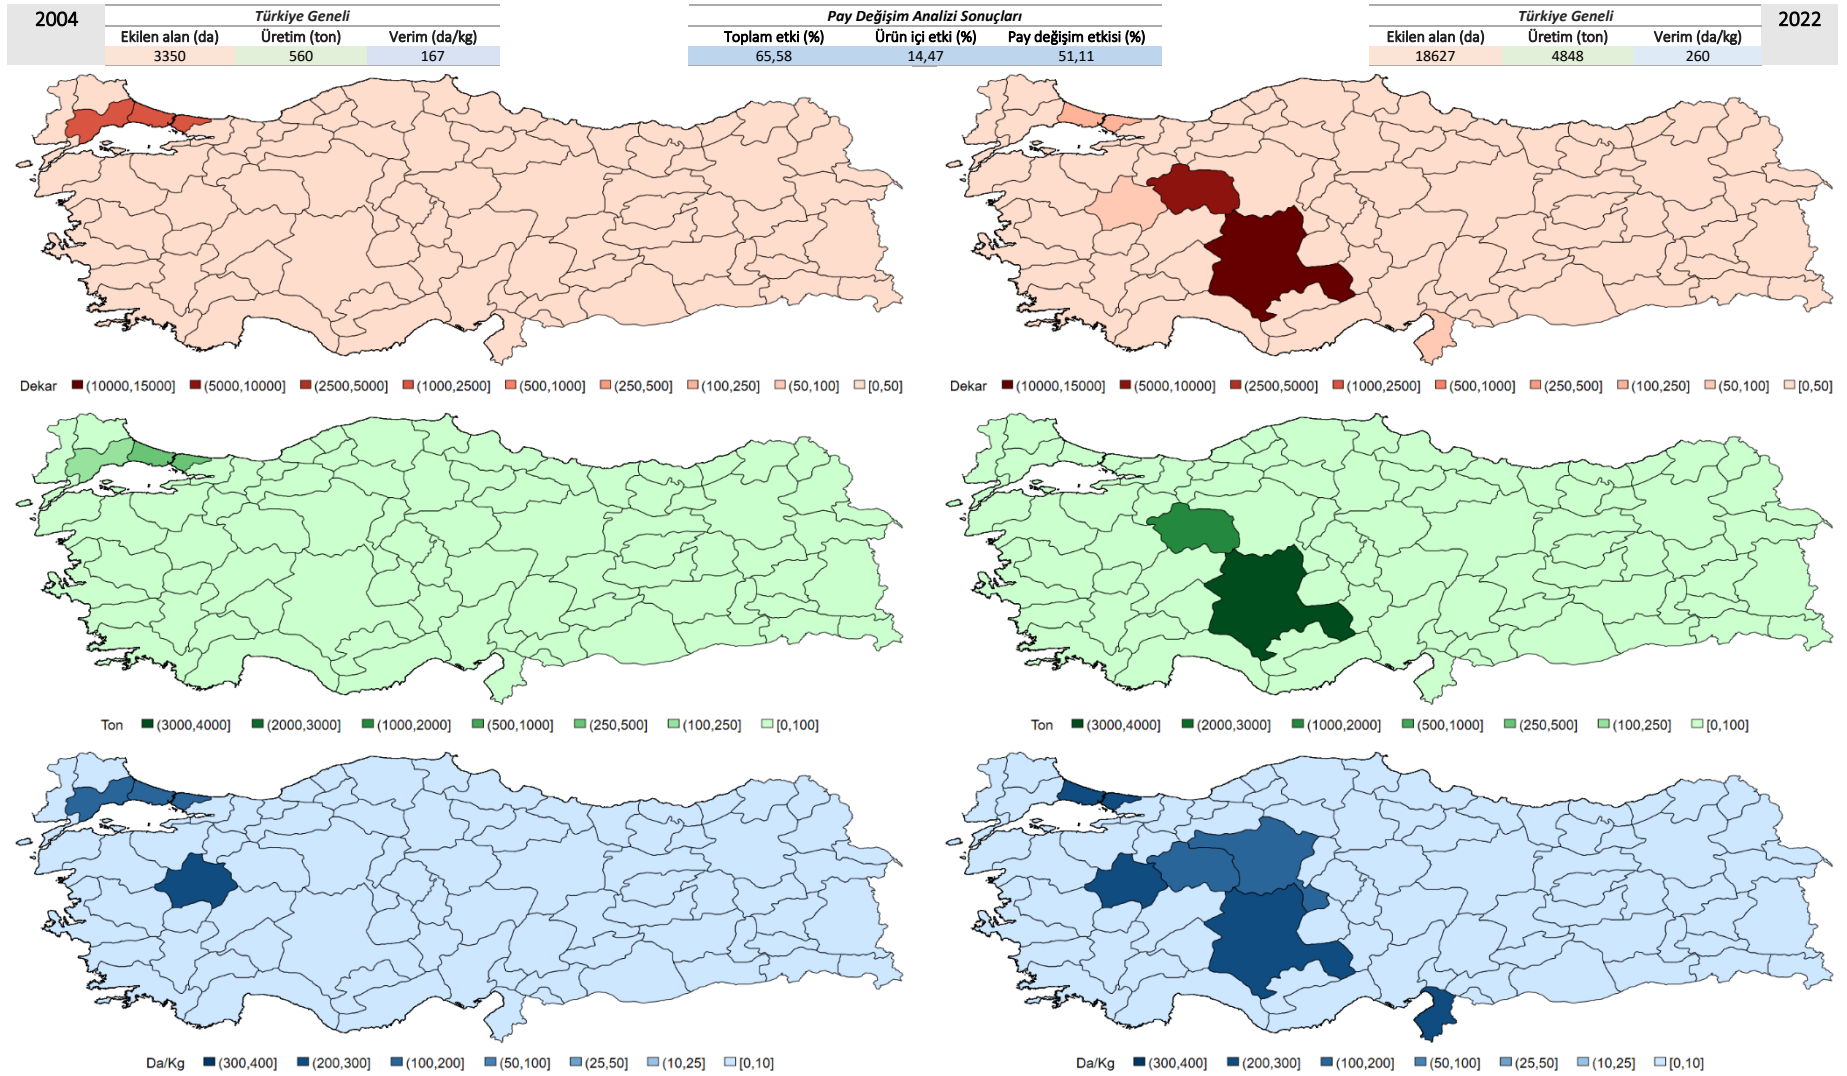 2004
Türkiye Geneli
Ekilen alan (da) Üretim (ton) Verim (da/kg)
3350 560 167
Pay Değişim Analizi Sonuçları
Toplam etki (%) Ürün içi etki (%) Pay değişim etkisi (%)
65,58 14,47 51,11
Türkiye Geneli
Ekilen alan (da) Üretim (ton) Verim (da/kg)
18627 4848 260
2022
Dekar (10000,15000] (5000,10000] (2500,5000] (1000,2500] (500,1000] (250,500] (100,250] (50,100] [0,50]
Dekar (10000,15000] (5000,10000] (2500,5000] (1000,2500] (500,1000] (250,500] (100,250] (50,100] [0,50]
Ton (3000,4000] (2000,3000] (1000,2000] (500,1000] (250,500] (100,250] [0,100]
Ton (3000,4000] (2000,3000] (1000,2000] (500,1000] (250,500] (100,250] [0,100]
Da/Kg (300,400] (200,300] (100,200] (50,100] (25,50] (10,25] [0,10]
Da/Kg (300,400] (200,300] (100,200] (50,100] (25,50] (10,25] [0,10]